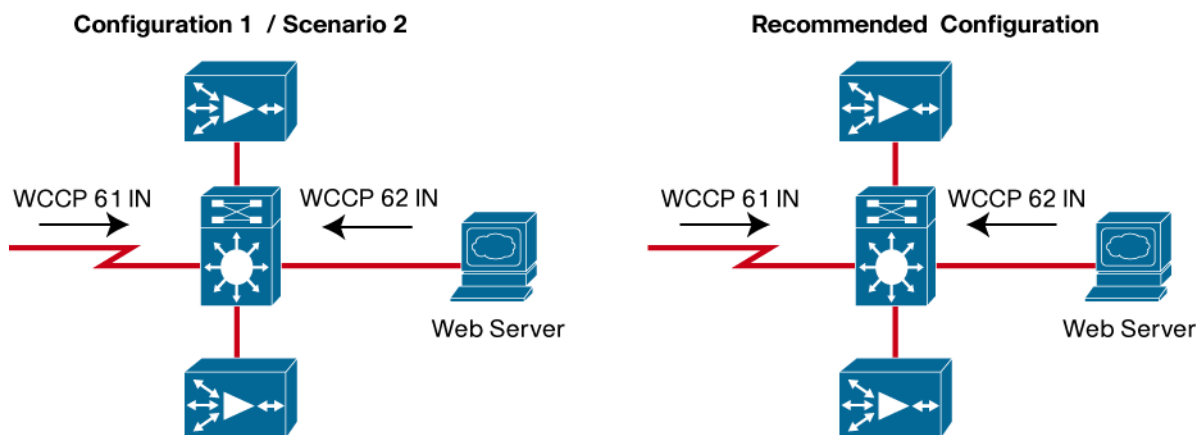 Configuration 1 / Scenario 2
WCCP 61 IN
WCCP 62 IN
Web Server
Recommended Configuration
WCCP 61 IN
WCCP 62 IN
Web Server